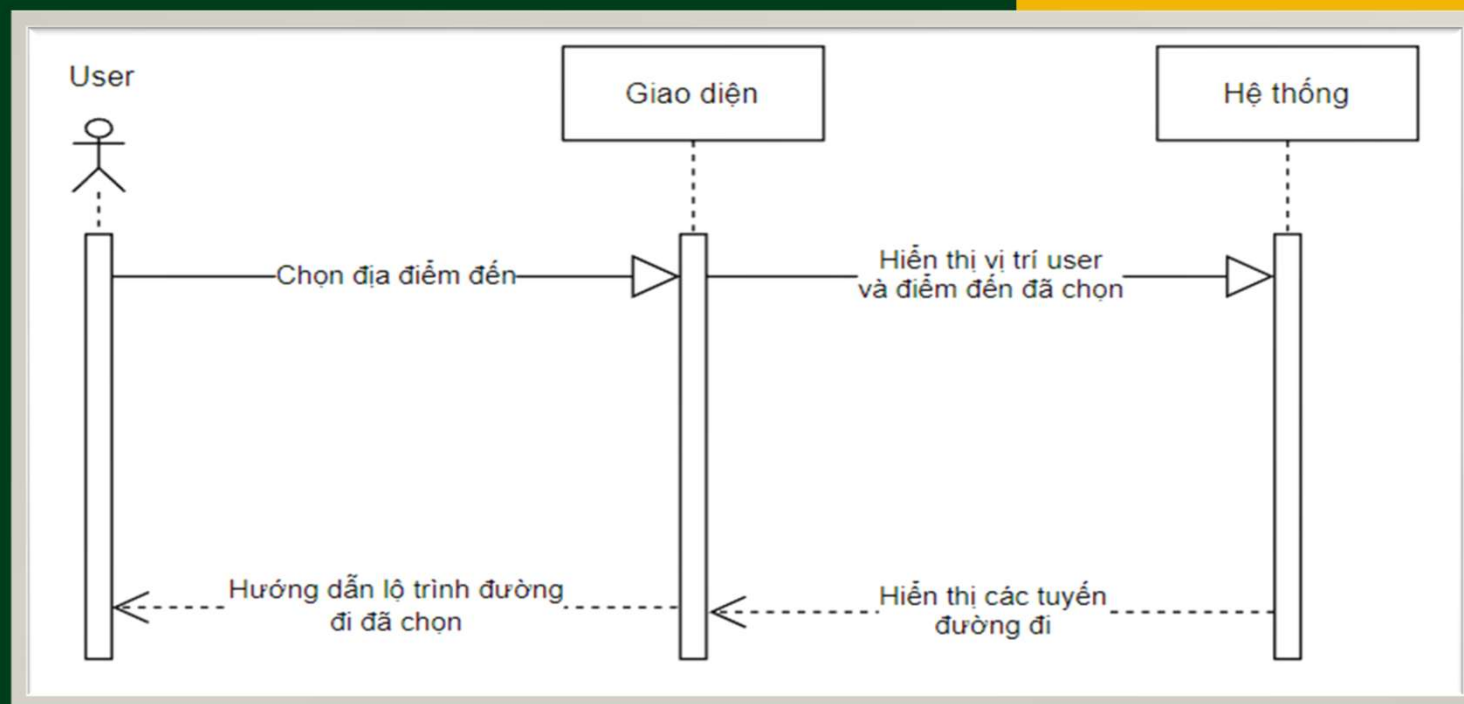 User
Giao diện
Hệ thống
Chọn địa điểm đến
Hiển thị vị trí user
và điểm đến đã chọn
Hướng dẫn lộ trình đường
đi đã chọn
Hiển thị các tuyến
đường đi